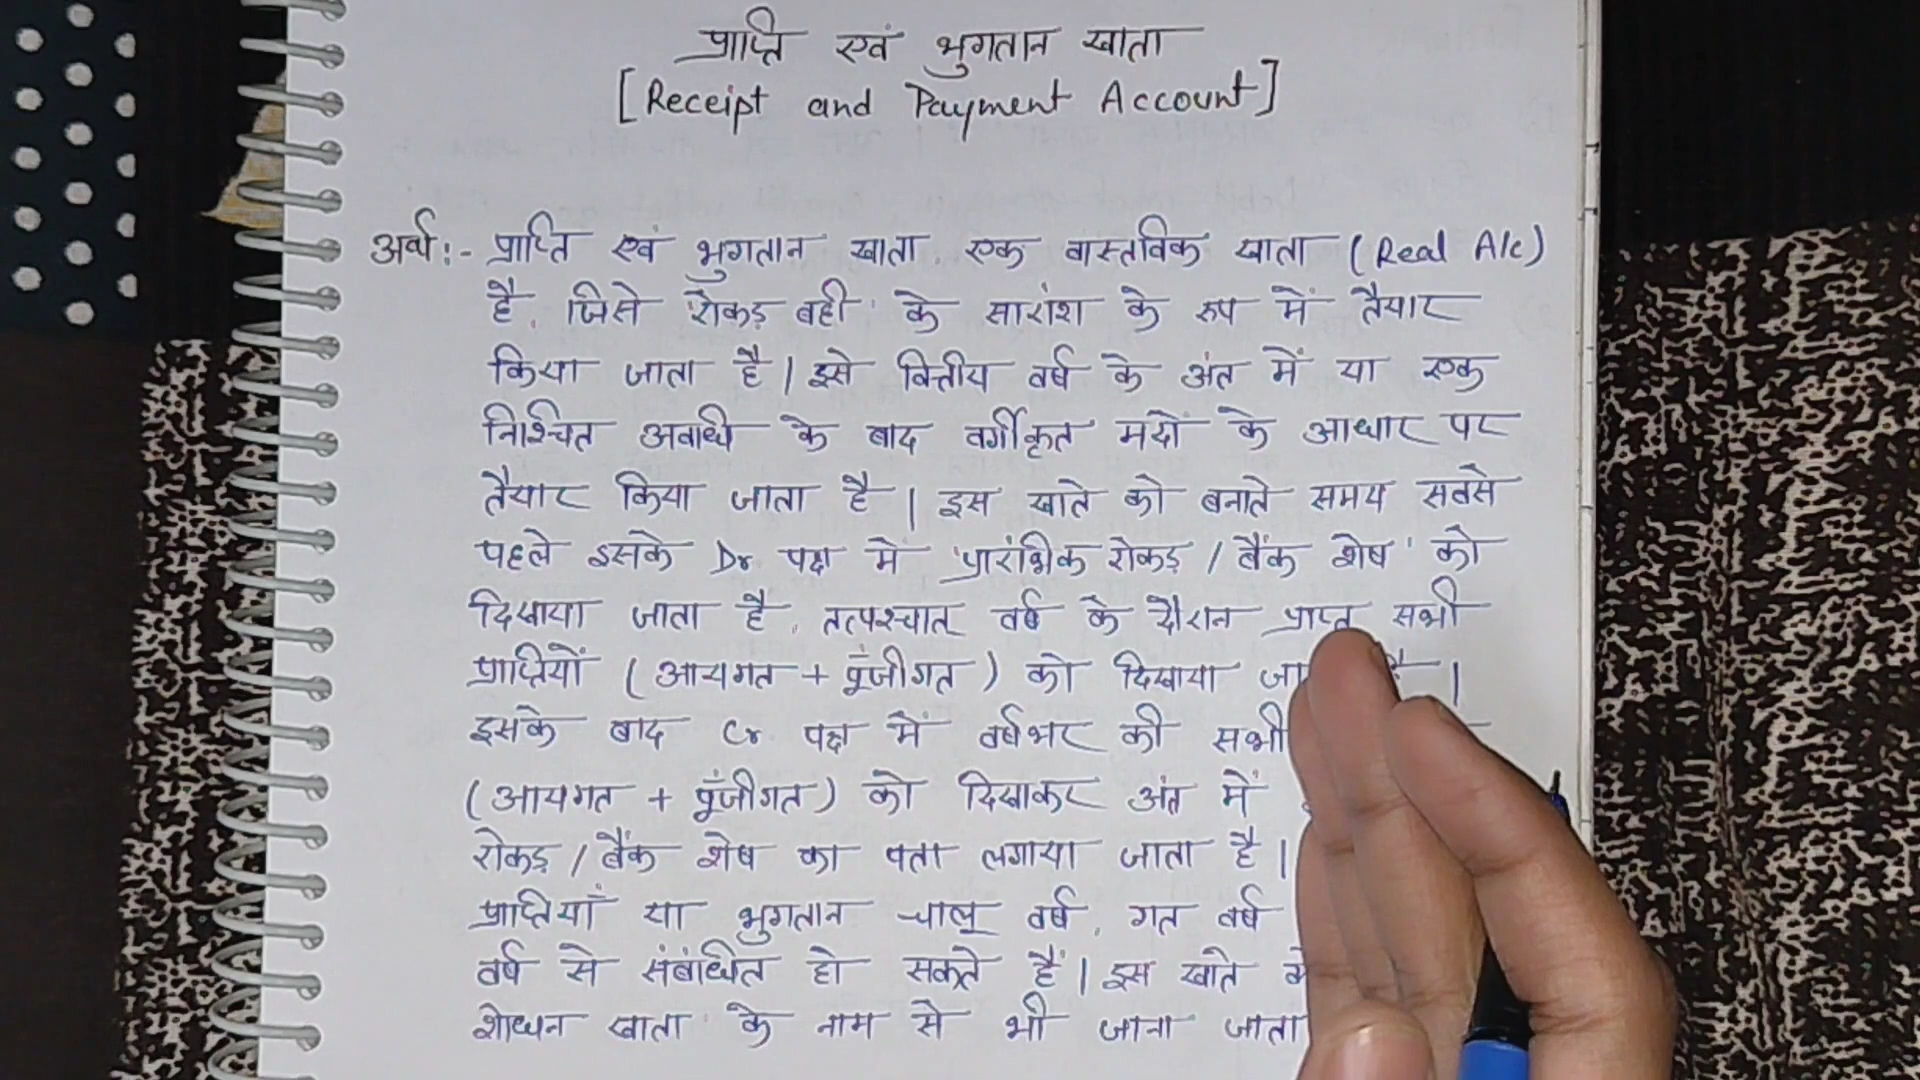 प्राप्ति एवं भुगतान खाता
[Receipt and Payment Account]
अर्थ:- प्राप्ति एवं भुगतान खाता एक वास्तविक खाता (Real A/c)
है, जिसे रोकड़ बही के सारांश के रुप में तैयार
किया जाता है। इसे वित्तीय वर्ष के अंत में या एक
निश्चित अवधि के बाद वर्गीकृत मदों के आधार पर
तैयार किया जाता है। इस खाते को बनाते समय सबसे
पहले इसके Dr पक्ष में प्रारंभिक रोकड़ / बैंक शेष को
दिखाया जाता है, तत्पश्चात् वर्ष के दौरान प्राप्त सभी
प्राप्तियों (आयगत + पूँजीगत) को दिखाया है।
इसके बाद Cr पक्ष में वर्षभर की सभी
(आयगत + पूँजीगत) को दिखाकर अंत में
रोकड़ / बैंक शेष का पता लगाया जाता है।
प्राप्तियाँ या भुगतान चालू वर्ष, गत वर्ष
वर्ष से संबंधित हो सकते हैं। इस खाते
शोधन खाता के नाम से भी जाना जाता